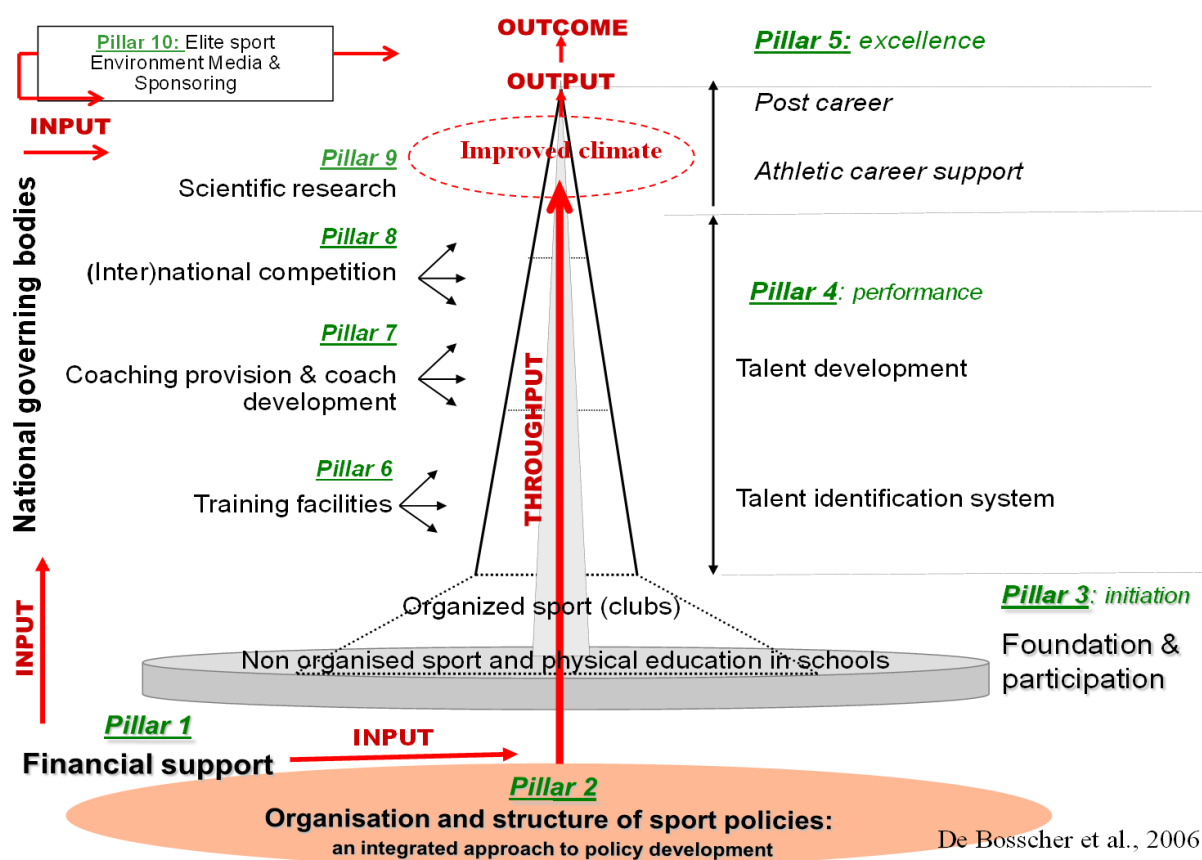 Pillar 10: Elite sport
Environment Media &
Sponsoring
INPUT
National governing bodies
INPUT
OUTCOME
OUTPUT
Improved climate
THROUGHPUT
Pillar 9
Scientific research
Pillar 8
(Inter)national competition
Pillar 7
Coaching provision & coach
development
Pillar 6
Training facilities
Pillar 5: excellence
Post career
Athletic career support
Pillar 4: performance
Talent development
Talent identification system
Pillar 3: initiation
Foundation &
participation
Organized sport (clubs)
Non organised sport and physical education in schools
Pillar 1
Financial support
INPUT
Pillar 2
Organisation and structure of sport policies:
an integrated approach to policy development
De Bosscher et al., 2006